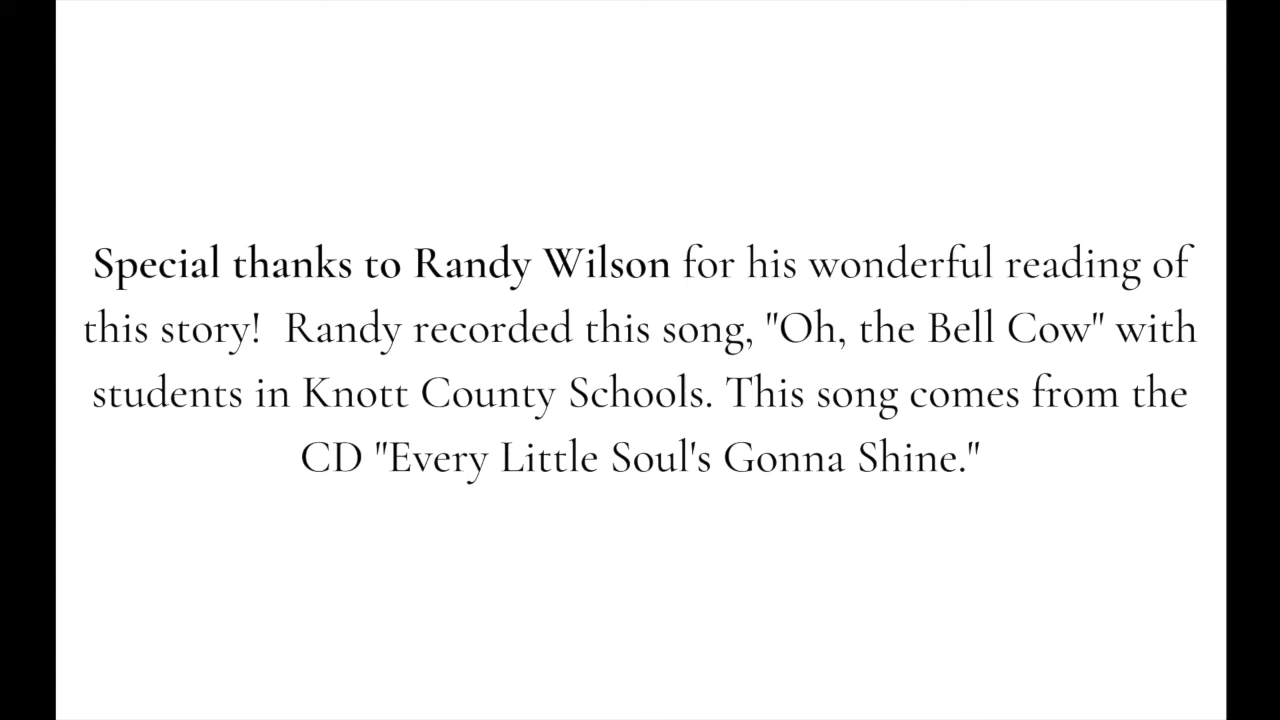 Special thanks to Randy Wilson for his wonderful reading of
this story!  Randy recorded this song, "Oh, the Bell Cow" with
students in Knott County Schools. This song comes from the
CD "Every Little Soul's Gonna Shine."